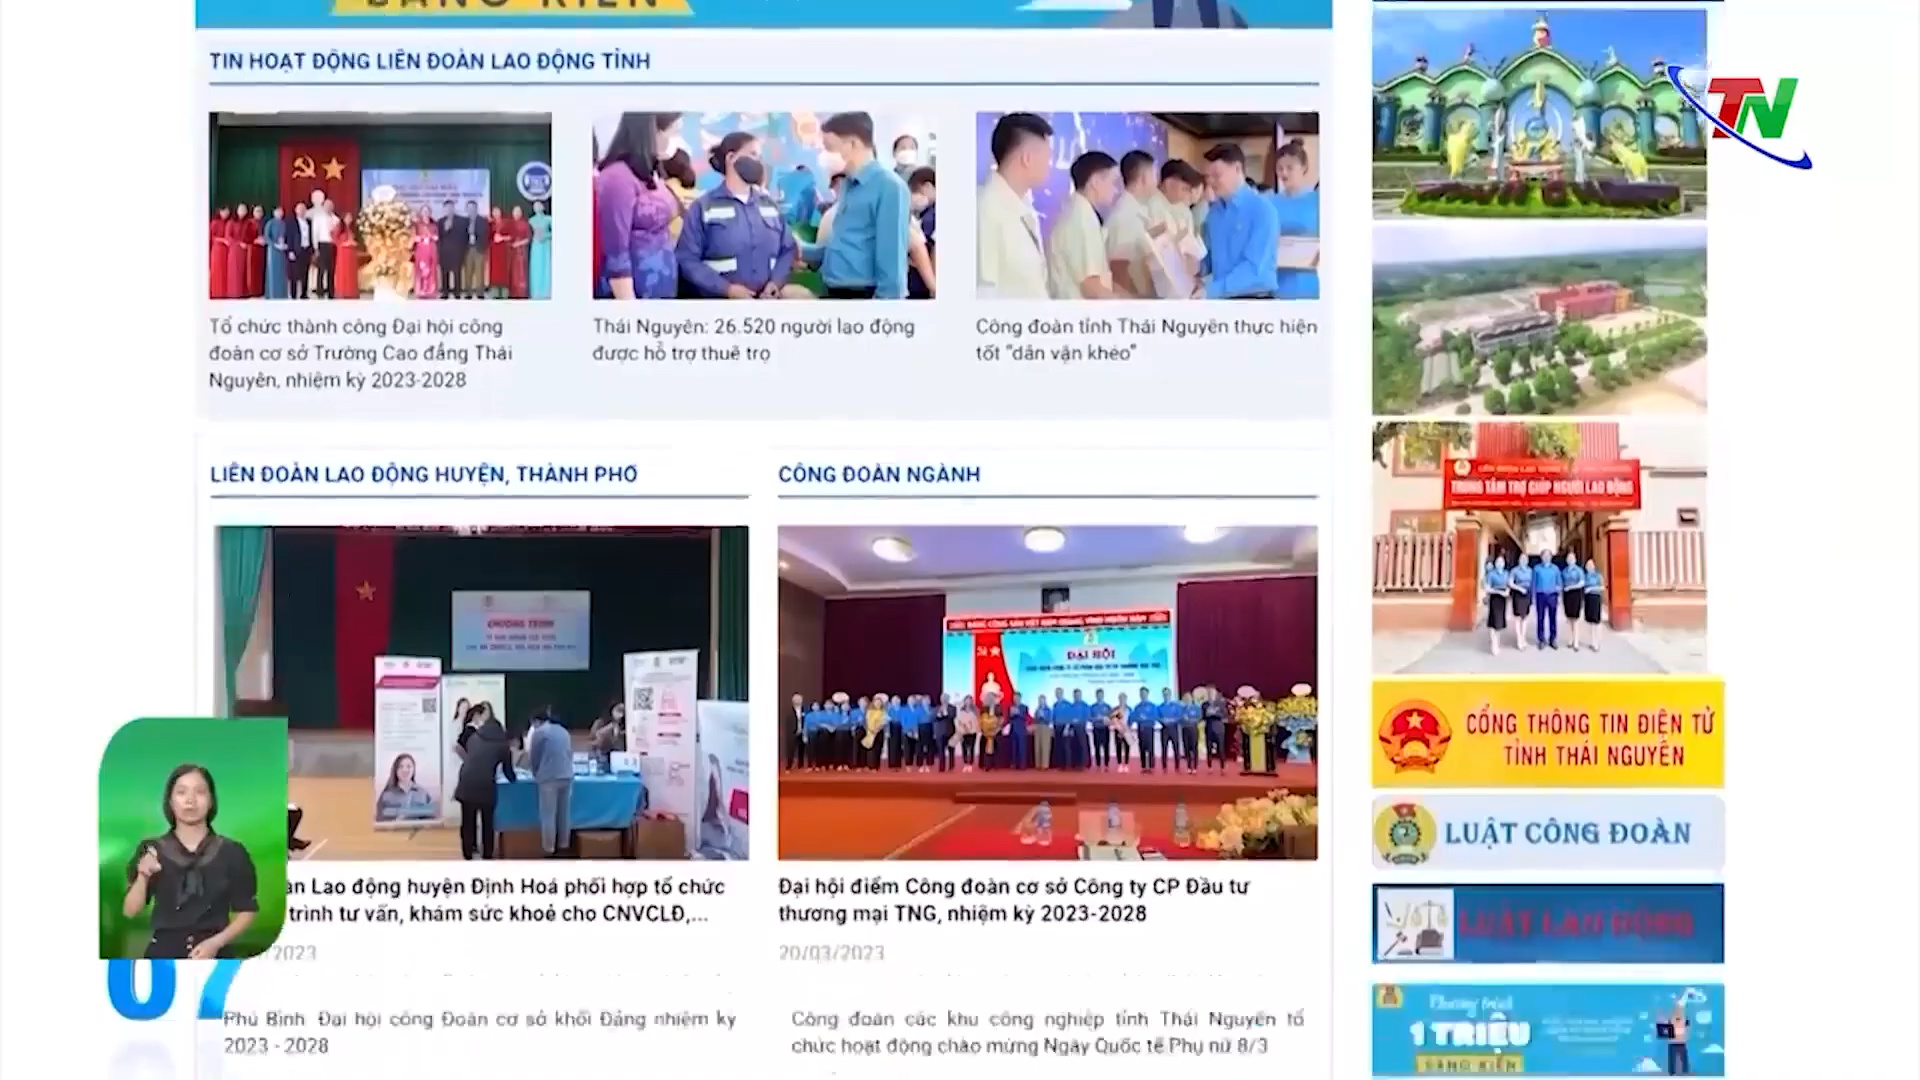 TIN HOẠT ĐỘNG LIÊN ĐOÀN LAO ĐỘNG TỈNH
TN
Tổ chức thành công Đại hội công
đoàn cơ sở Trường Cao đẳng Thái
Nguyên, nhiệm kỳ 2023-2028
Thái Nguyên: 26.520 người lao động
được hỗ trợ thuê trọ
Công đoàn tỉnh Thái Nguyên thực hiện
tốt "dân vận khéo"
LIÊN ĐOÀN LAO ĐỘNG HUYỆN, THÀNH PHỐ
CÔNG ĐOÀN NGÀNH
TRUNG TÂM TRỢ GIÚP NGƯỜI LAO ĐỘNG
CHƯƠNG TRÌNH
ĐẠI HỘI
CỔNG THÔNG TIN ĐIỆN TỬ
TỈNH THÁI NGUYÊN
LUẬT CÔNG ĐOÀN
LUẬT LAO ĐỘNG
Lao động huyện Định Hoá phối hợp tổ chức
trình tư vấn, khám sức khoẻ cho CNVCLĐ,...
2023
Đại hội điểm Công đoàn cơ sở Công ty CP Đầu tư
thương mại TNG, nhiệm kỳ 2023-2028
20/03/2023
07
Phú Bình Đại hội công Đoàn cơ sở khối Đảng nhiệm kỳ
2023 - 2028
Công đoàn các khu công nghiệp tỉnh Thái Nguyên tổ
chức hoạt động chào mừng Ngày Quốc tế Phụ nữ 8/3
1 TRIỆU
SÁNG KIẾN